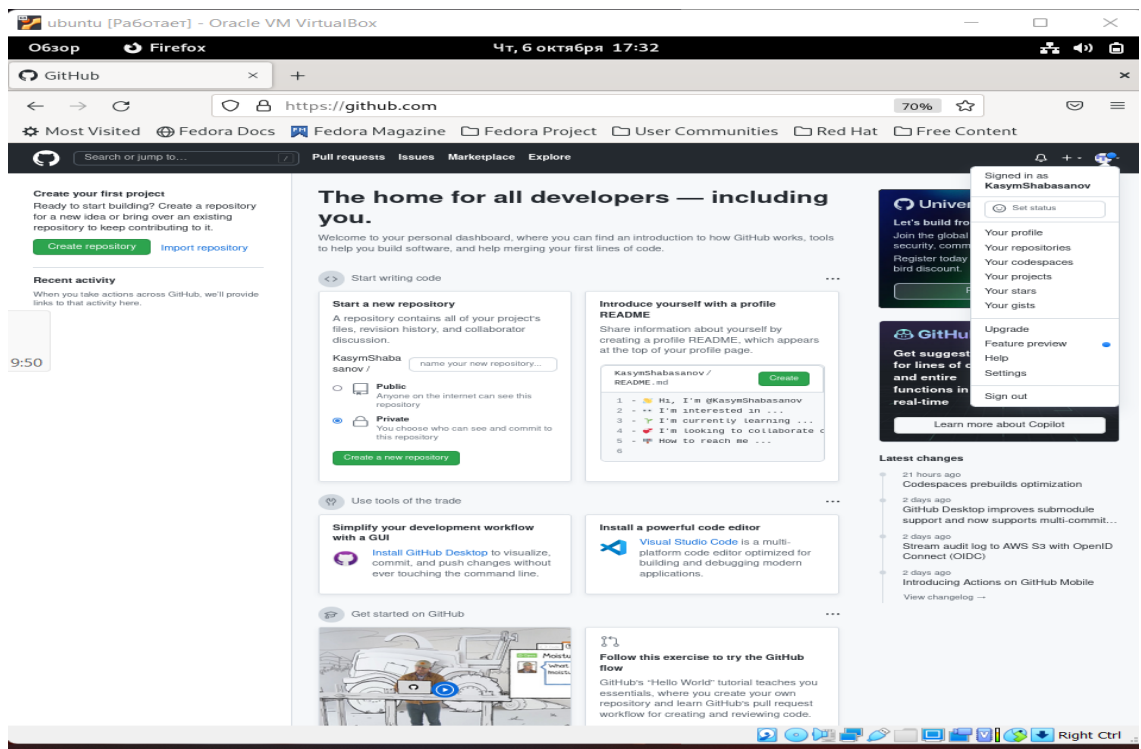 ubuntu [Работает] - Oracle VM VirtualBox
Обзор Firefox Чт, 6 октября 17:32
GitHub
https://github.com 70%
Most Visited Fedora Docs Fedora Magazine Fedora Project User Communities Red Hat Free Content
Search or jump to... / Pull requests Issues Marketplace Explore
Create your first project
Ready to start building? Create a repository
for a new idea or bring over an existing
repository to keep contributing to it.
Create repository Import repository
Recent activity
When you take actions across GitHub, we'll provide
links to that activity here.
9:50
The home for all developers — including
you.
Welcome to your personal dashboard, where you can find an introduction to how GitHub works, tools
to help you build software, and help merging your first lines of code.
Start writing code
Start a new repository
A repository contains all of your project's
files, revision history, and collaborator
discussion.
KasymShaba
sanov /
name your new repository...
Public
Anyone on the internet can see this
repository
Private
You choose who can see and commit to
this repository
Create a new repository
Introduce yourself with a profile
README
Share information about yourself by
creating a profile README, which appears
at the top of your profile page.
KasymShabasanov /
README.md
Create
1 - Hi, I'm @KasymShabasanov
2 - I'm interested in ...
3 - I'm currently learning ...
4 - I'm looking to collaborate
5 - How to reach me ...
6
Use tools of the trade
Simplify your development workflow
with a GUI
Install GitHub Desktop to visualize,
commit, and push changes without
ever touching the command line.
Install a powerful code editor
Visual Studio Code is a multi-
platform code editor optimized for
building and debugging modern
applications.
Get started on GitHub
Follow this exercise to try the GitHub
flow
GitHub's "Hello World" tutorial teaches you
essentials, where you create your own
repository and learn GitHub's pull request
workflow for creating and reviewing code.
Univer
Let's build fro
Join the global
security, comm
Register today
bird discount.
GitHu
Get suggest
for lines of c
and entire
functions in
real-time
Learn more about Copilot
Signed in as
KasymShabasanov
Set status
Your profile
Your repositories
Your codespaces
Your projects
Your stars
Your gists
Upgrade
Feature preview
Help
Settings
Sign out
Latest changes
21 hours ago
Codespaces prebuilds optimization
2 days ago
GitHub Desktop improves submodule
support and now supports multi-commit...
2 days ago
Stream audit log to AWS S3 with OpenID
Connect (OIDC)
2 days ago
Introducing Actions on GitHub Mobile
View changelog →
Right Ctrl